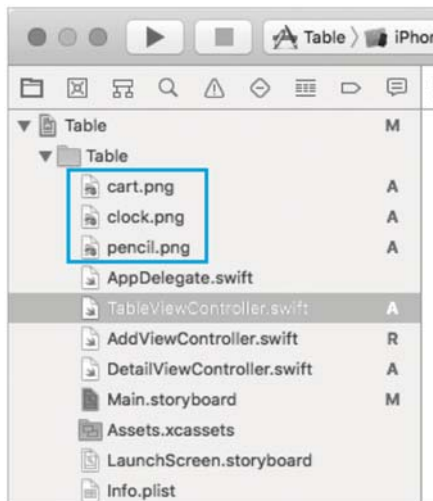 Table iPhor
Table M
Table
cart.png A
clock.png A
pencil.png A
AppDelegate.swift
TableViewController.swift A
AddViewController.swift R
DetailViewController.swift A
Main.storyboard M
Assets.xcassets
LaunchScreen.storyboard
Info.plist